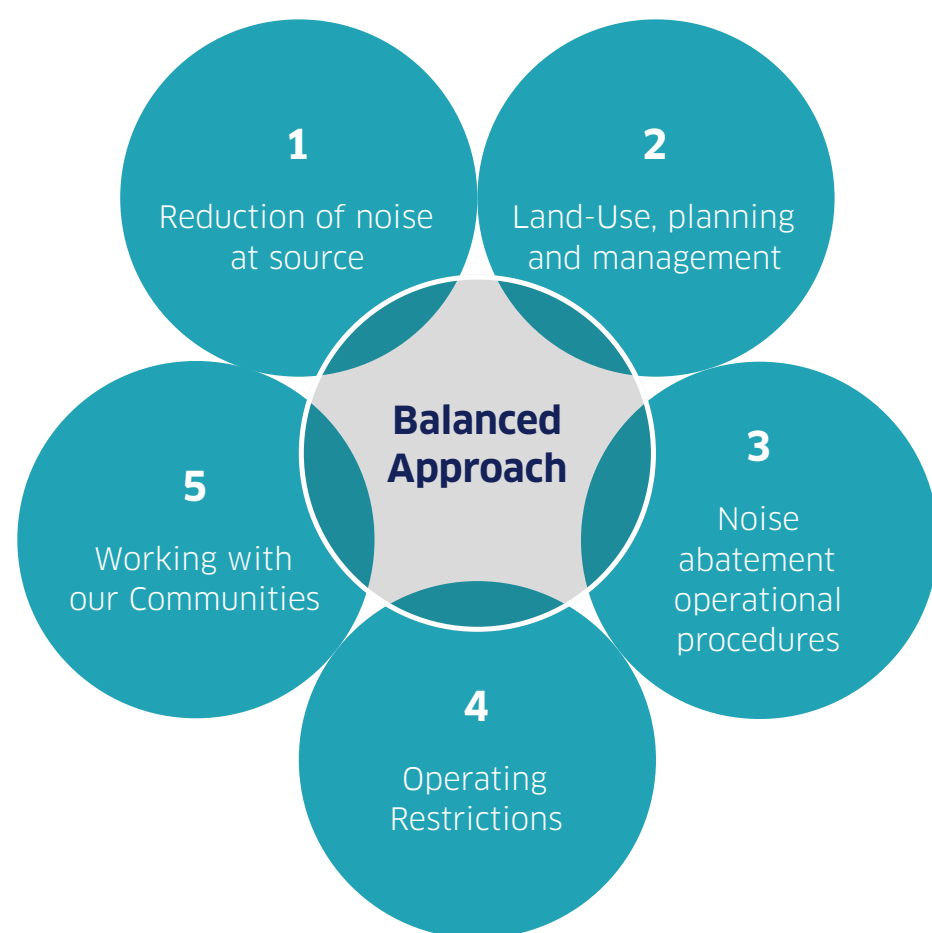 1
Reduction of noise
at source
2
Land-Use, planning
and management
Balanced
Approach
3
Noise
abatement
operational
procedures
4
Operating
Restrictions
5
Working with
our Communities